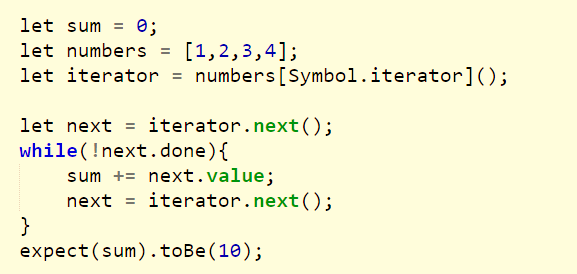 let sum = 0;
let numbers = [1,2,3,4];
let iterator = numbers[Symbol.iterator]();

let next = iterator.next();
while(!next.done){
    sum += next.value;
    next = iterator.next();
}
expect(sum).toBe(10);